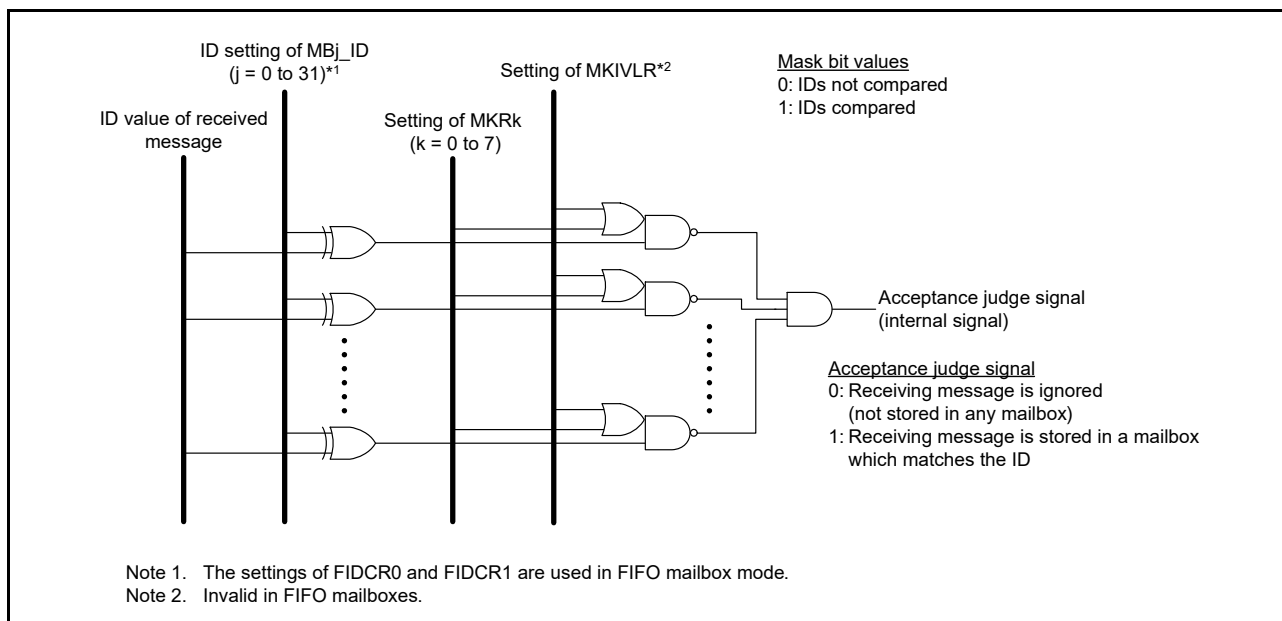 ID setting of MBj_ID
(j = 0 to 31)*1
Setting of MKIVLR*2
Mask bit values
0: IDs not compared
1: IDs compared
ID value of received
message
Setting of MKRk
(k = 0 to 7)
Acceptance judge signal
(internal signal)
Acceptance judge signal
0: Receiving message is ignored
(not stored in any mailbox)
1: Receiving message is stored in a mailbox
which matches the ID
Note 1. The settings of FIDCR0 and FIDCR1 are used in FIFO mailbox mode.
Note 2. Invalid in FIFO mailboxes.